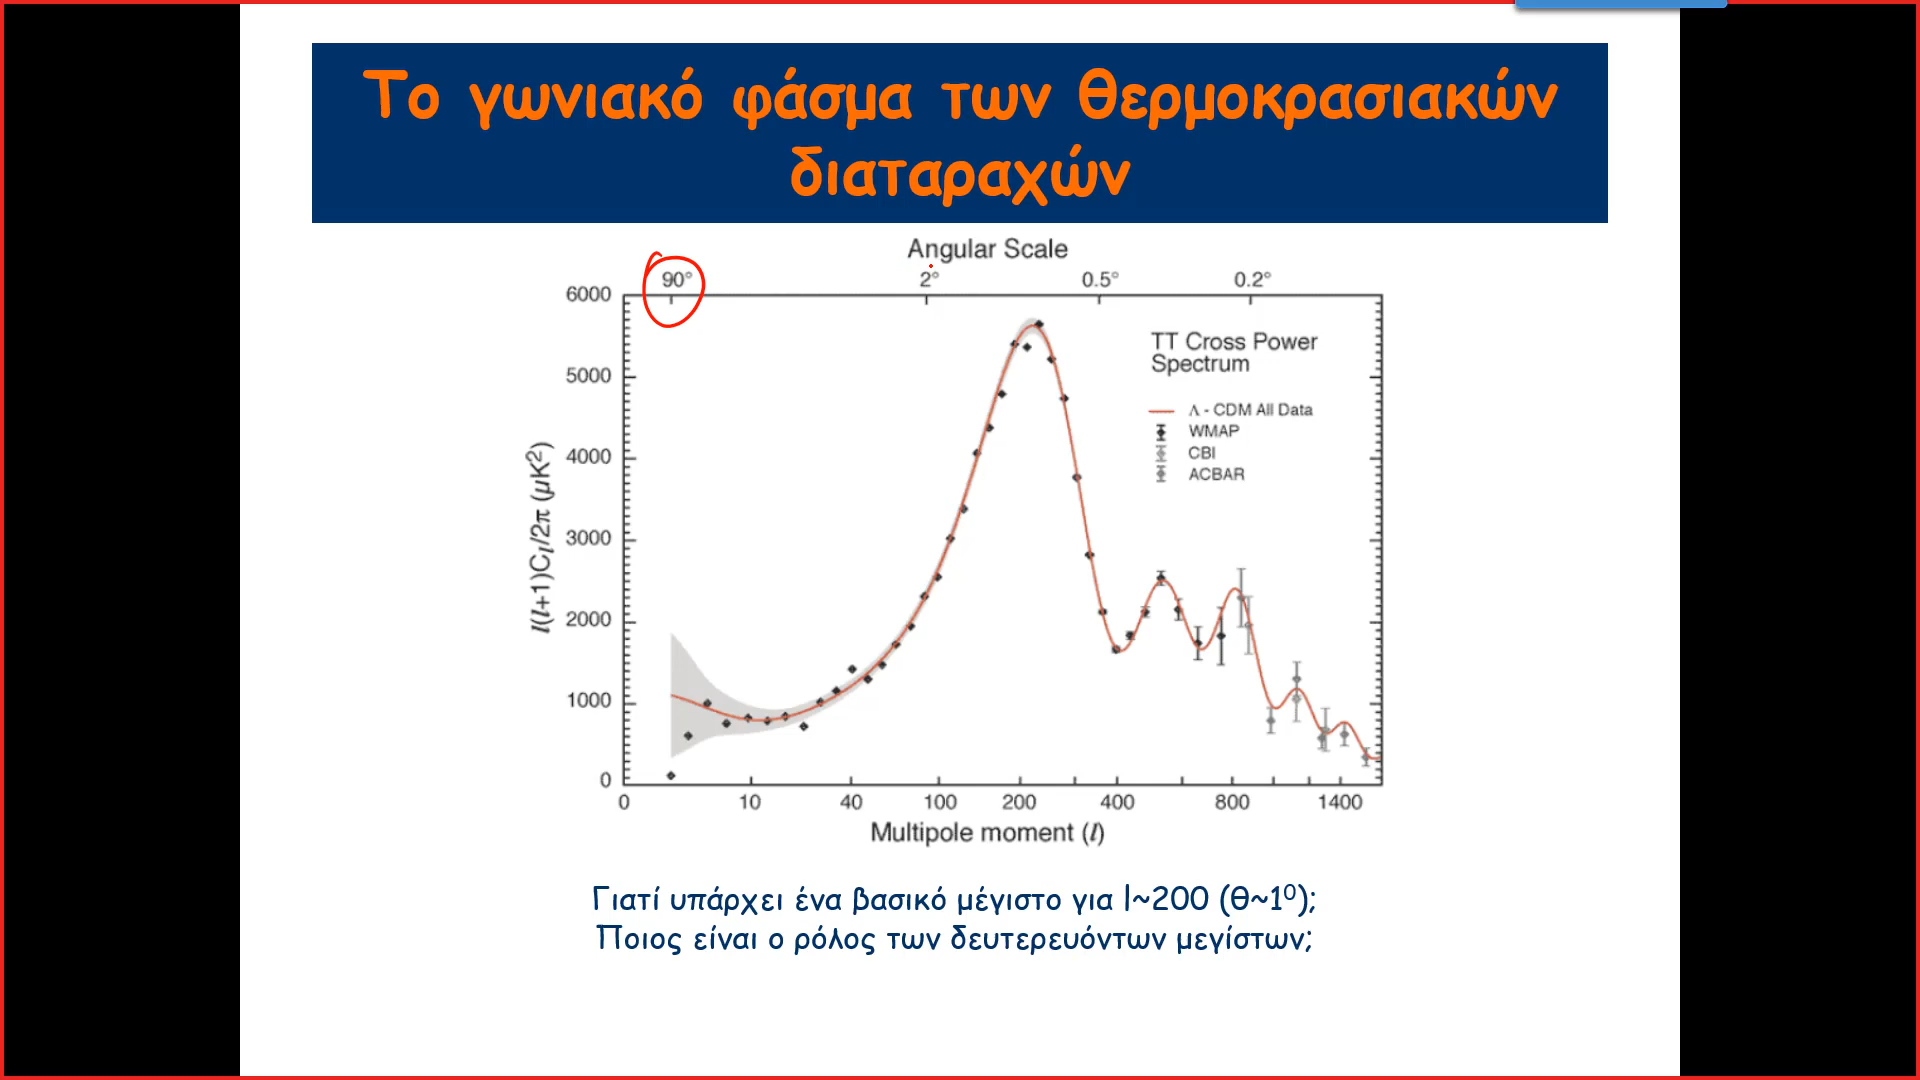 Το γωνιακό φάσμα των θερμοκρασιακών
διαταραχών
Angular Scale
90° 2° 0.5° 0.2°
6000
5000
4000
3000
2000
1000
0
l(l+1)Cl/2π (μK²)
TT Cross Power
Spectrum
Λ - CDM All Data
WMAP
CBI
ACBAR
0 10 40 100 200 400 800 1400
Multipole moment (l)
Γιατί υπάρχει ένα βασικό μέγιστο για l~200 (θ~1⁰);
Ποιος είναι ο ρόλος των δευτερευόντων μεγίστων;